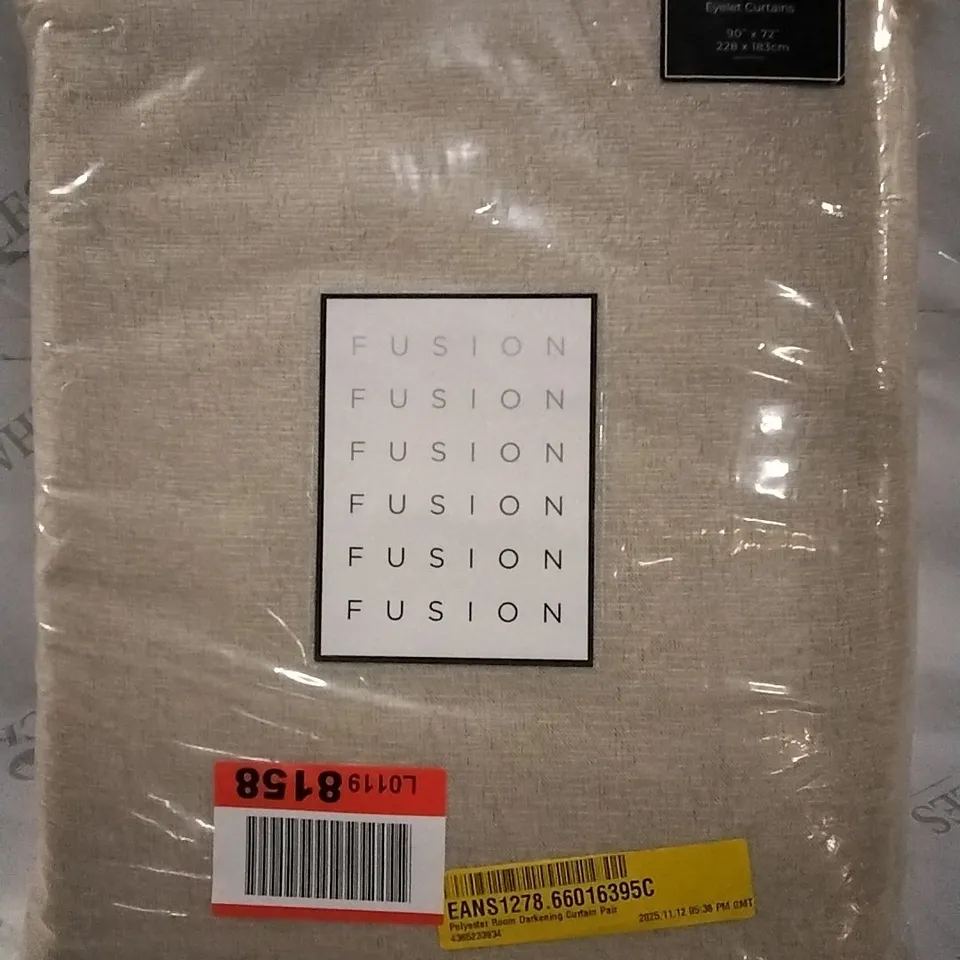 Eyelet Curtains
90" x 72"
228 x 183cm
FUSION
FUSION
FUSION
FUSION
FUSION
FUSION
L0119 8158
EANS1278.66016395C
Polyester Room Darkening Curtain Pair
2025.11.12 05:36 PM GMT
4365233934